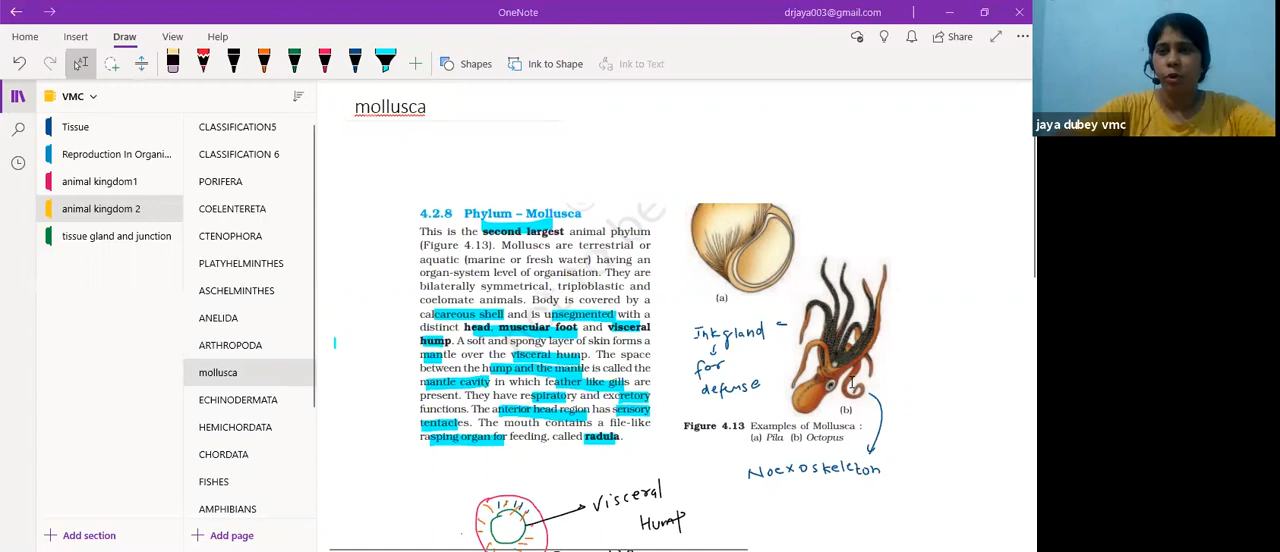 OneNote
drjaya003@gmail.com
Home
Insert
Draw
View
Help
Share
Shapes
Ink to Shape
Ink to Text
VMC
Tissue
Reproduction In Organi...
animal kingdom1
animal kingdom 2
tissue gland and junction
Add section
CLASSIFICATION5
CLASSIFICATION 6
PORIFERA
COELENTERETA
CTENOPHORA
PLATYHELMINTHES
ASCHELMINTHES
ANELIDA
ARTHROPODA
mollusca
ECHINODERMATA
HEMICHORDATA
CHORDATA
FISHES
AMPHIBIANS
Add page
mollusca
4.2.8 Phylum – Mollusca
This is the second largest animal phylum
(Figure 4.13). Molluscs are terrestrial or
aquatic (marine or fresh water) having an
organ-system level of organisation. They are
bilaterally symmetrical, triploblastic and
coelomate animals. Body is covered by a
calcareous shell and is unsegmented with a
distinct head, muscular foot and visceral
hump. A soft and spongy layer of skin forms a
mantle over the visceral hump. The space
between the hump and the mantle is called the
mantle cavity in which feather like gills are
present. They have respiratory and excretory
functions. The anterior head region has sensory
tentacles. The mouth contains a file-like
rasping organ for feeding, called radula.
(a)
Ink gland
for
defense
(b)
Figure 4.13 Examples of Mollusca :
(a) Pila (b) Octopus
No exoskeleton
Visceral
Hump
jaya dubey vmc